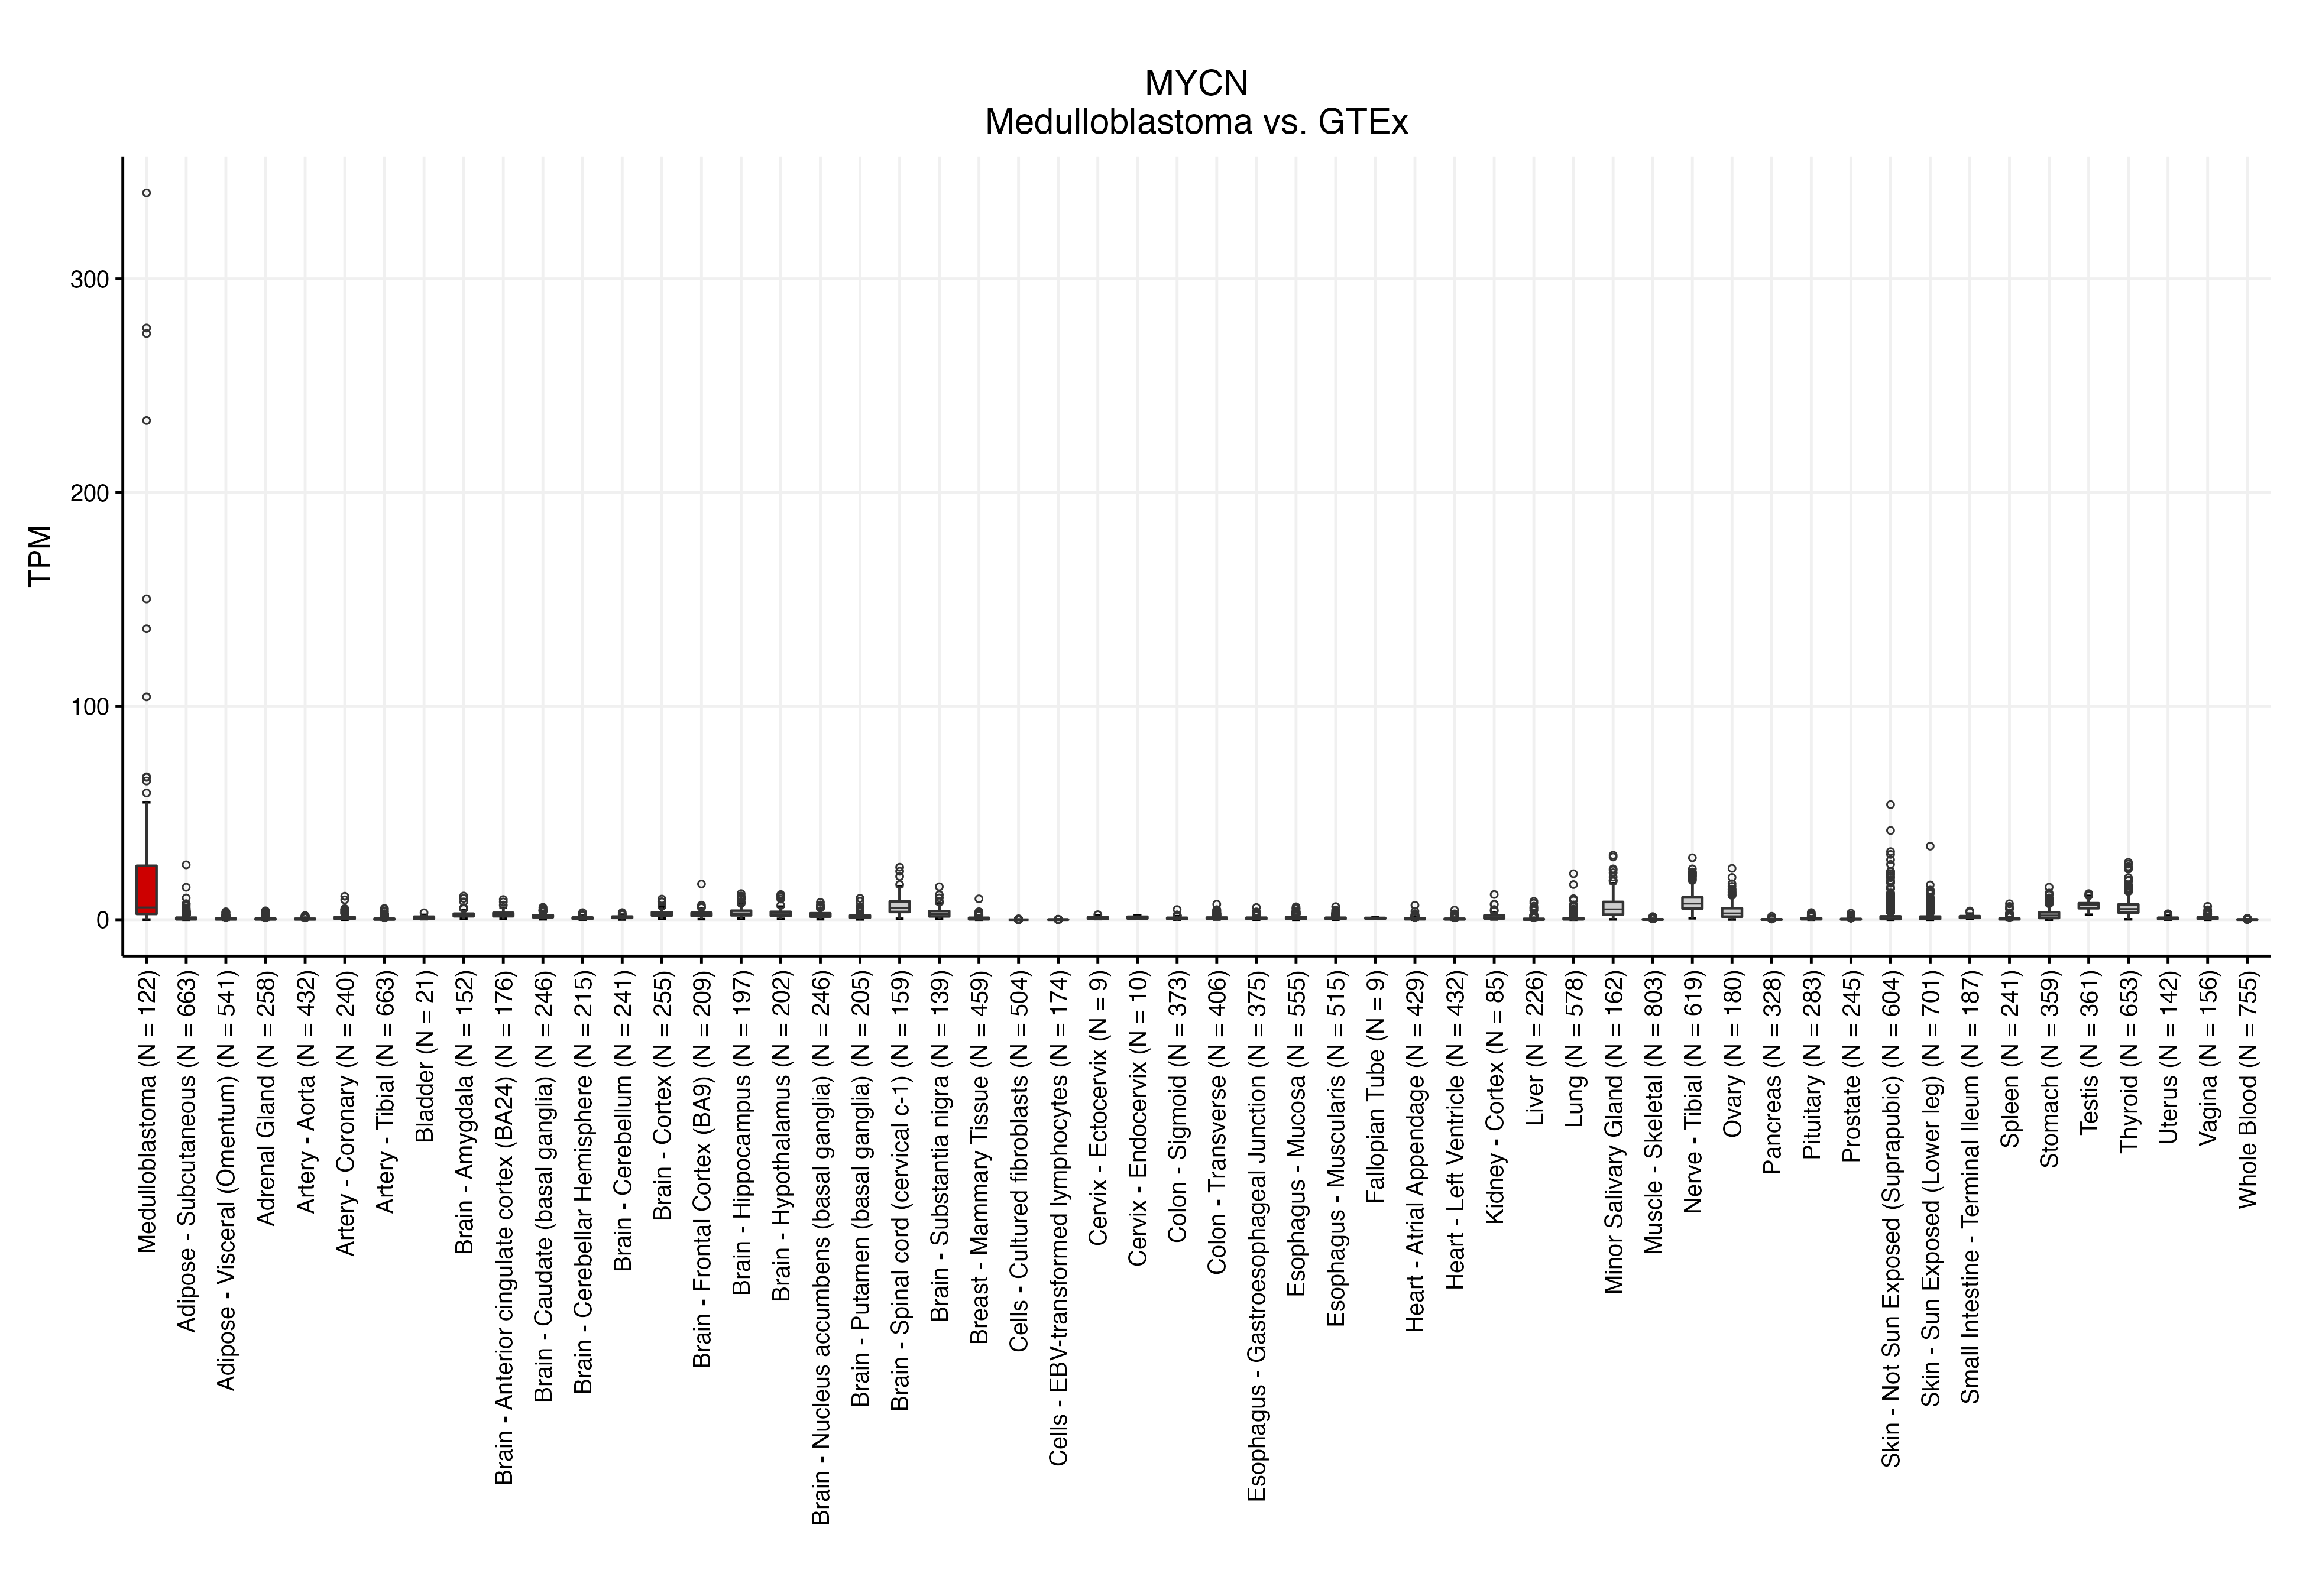 MYCN
Medulloblastoma vs. GTEx
TPM
300
200
100
0
Medulloblastoma (N = 122)
Adipose - Subcutaneous (N = 663)
Adipose - Visceral (Omentum) (N = 541)
Adrenal Gland (N = 258)
Artery - Aorta (N = 432)
Artery - Coronary (N = 240)
Artery - Tibial (N = 663)
Bladder (N = 21)
Brain - Amygdala (N = 152)
Brain - Anterior cingulate cortex (BA24) (N = 176)
Brain - Caudate (basal ganglia) (N = 246)
Brain - Cerebellar Hemisphere (N = 215)
Brain - Cerebellum (N = 241)
Brain - Cortex (N = 255)
Brain - Frontal Cortex (BA9) (N = 209)
Brain - Hippocampus (N = 197)
Brain - Hypothalamus (N = 202)
Brain - Nucleus accumbens (basal ganglia) (N = 246)
Brain - Putamen (basal ganglia) (N = 205)
Brain - Spinal cord (cervical c-1) (N = 159)
Brain - Substantia nigra (N = 139)
Breast - Mammary Tissue (N = 459)
Cells - Cultured fibroblasts (N = 504)
Cells - EBV-transformed lymphocytes (N = 174)
Cervix - Ectocervix (N = 9)
Cervix - Endocervix (N = 10)
Colon - Sigmoid (N = 373)
Colon - Transverse (N = 406)
Esophagus - Gastroesophageal Junction (N = 375)
Esophagus - Mucosa (N = 555)
Esophagus - Muscularis (N = 515)
Fallopian Tube (N = 9)
Heart - Atrial Appendage (N = 429)
Heart - Left Ventricle (N = 432)
Kidney - Cortex (N = 85)
Liver (N = 226)
Lung (N = 578)
Minor Salivary Gland (N = 162)
Muscle - Skeletal (N = 803)
Nerve - Tibial (N = 619)
Ovary (N = 180)
Pancreas (N = 328)
Pituitary (N = 283)
Prostate (N = 245)
Skin - Not Sun Exposed (Suprapubic) (N = 604)
Skin - Sun Exposed (Lower leg) (N = 701)
Small Intestine - Terminal Ileum (N = 187)
Spleen (N = 241)
Stomach (N = 359)
Testis (N = 361)
Thyroid (N = 653)
Uterus (N = 142)
Vagina (N = 156)
Whole Blood (N = 755)